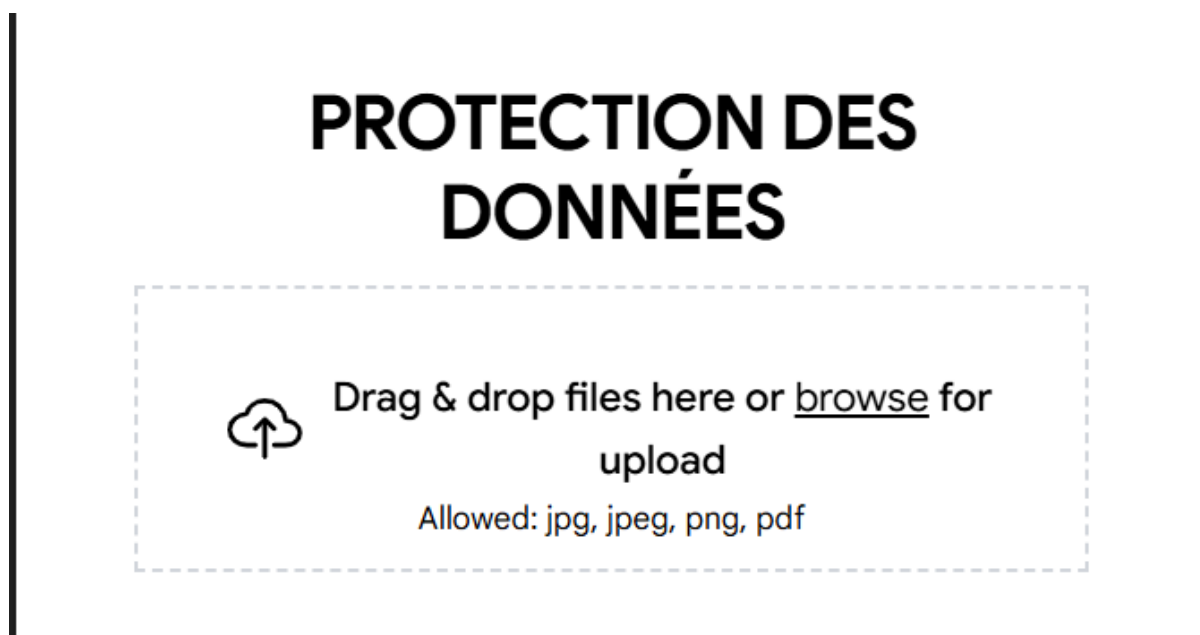 PROTECTION DES
DONNÉES
Drag & drop files here or browse for
upload
Allowed: jpg, jpeg, png, pdf